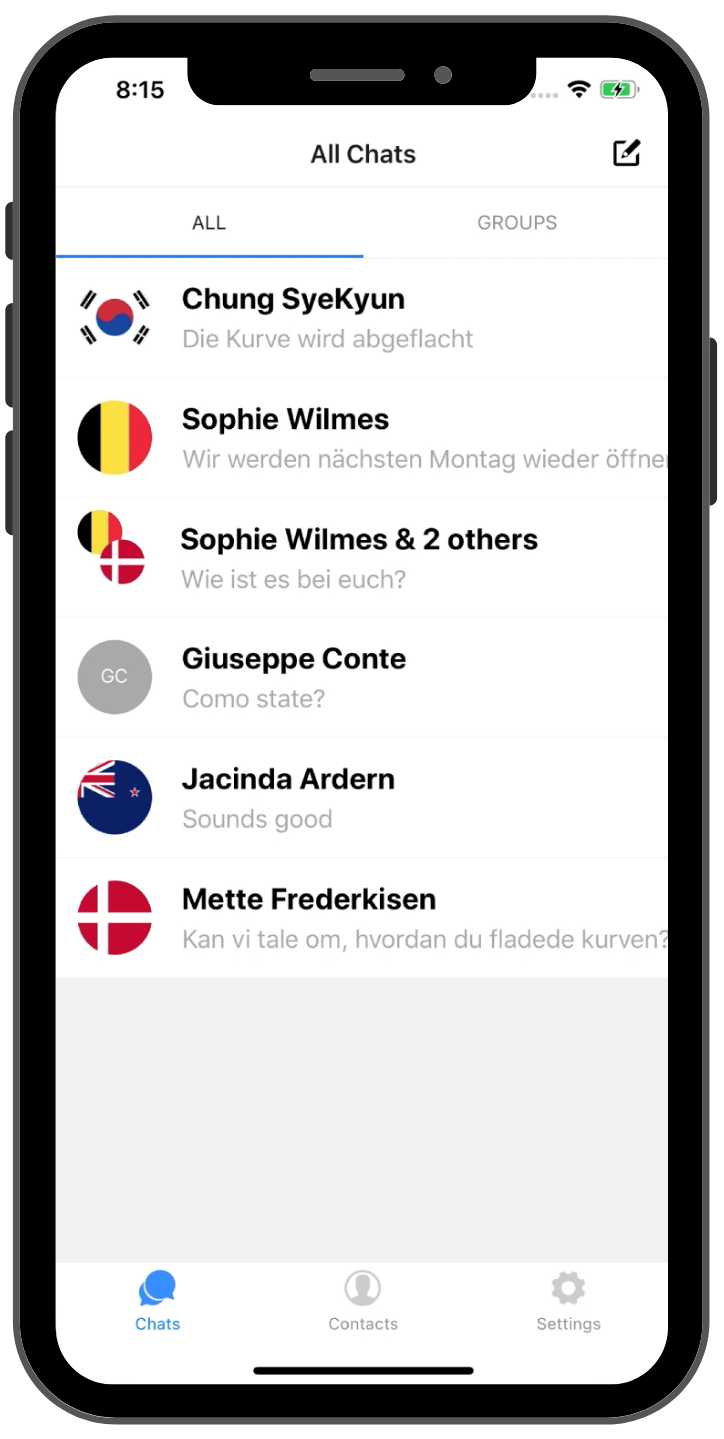 8:15
All Chats
ALL
GROUPS
Chung SyeKyun
Die Kurve wird abgeflacht
Sophie Wilmes
Wir werden nächsten Montag wieder öffne
Sophie Wilmes & 2 others
Wie ist es bei euch?
GC
Giuseppe Conte
Como state?
Jacinda Ardern
Sounds good
Mette Frederkisen
Kan vi tale om, hvordan du fladede kurven?
Chats
Contacts
Settings